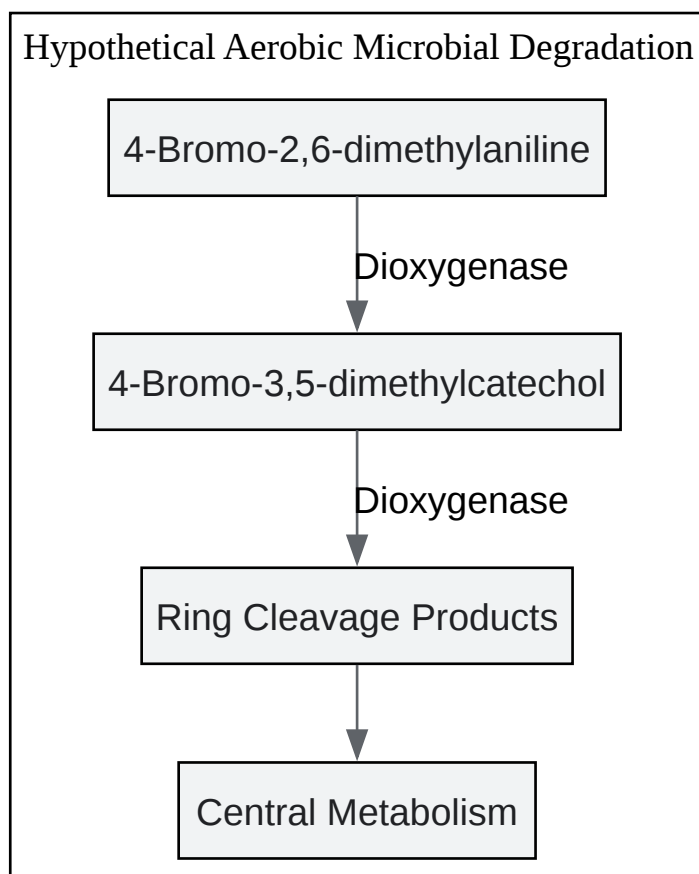 Hypothetical Aerobic Microbial Degradation
4-Bromo-2,6-dimethylaniline
Dioxygenase
4-Bromo-3,5-dimethylcatechol
Dioxygenase
Ring Cleavage Products
Central Metabolism